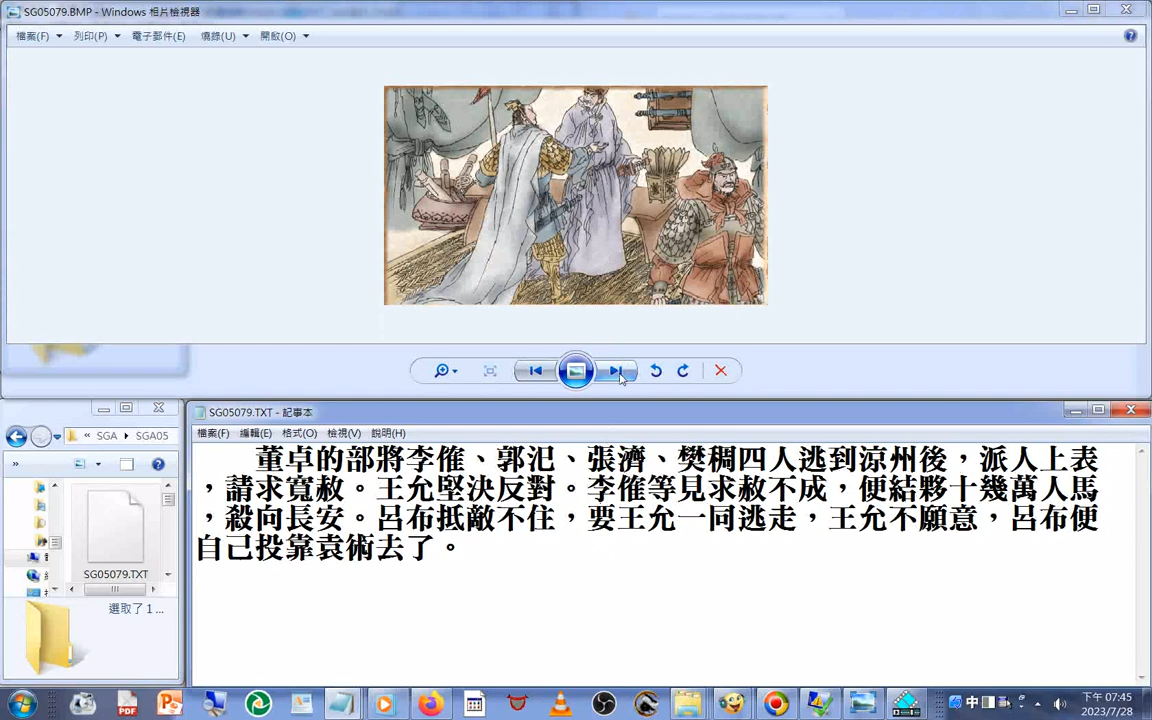 SG05079.BMP - Windows 相片檢視器
檔案(F) 列印(P) 電子郵件(E) 燒錄(U) 開啟(O)
« SGA SGA05
SG05079.TXT
選取了 1 ...
SG05079.TXT - 記事本
檔案(F) 編輯(E) 格式(O) 檢視(V) 說明(H)
董卓的部將李傕、郭汜、張濟、樊稠四人逃到涼州後，派人上表
，請求寬赦。王允堅決反對。李傕等見求赦不成，便結夥十幾萬人馬
，殺向長安。呂布抵敵不住，要王允一同逃走，王允不願意，呂布便
自己投靠袁術去了。
PDF
中
下午 07:45
2023/7/28